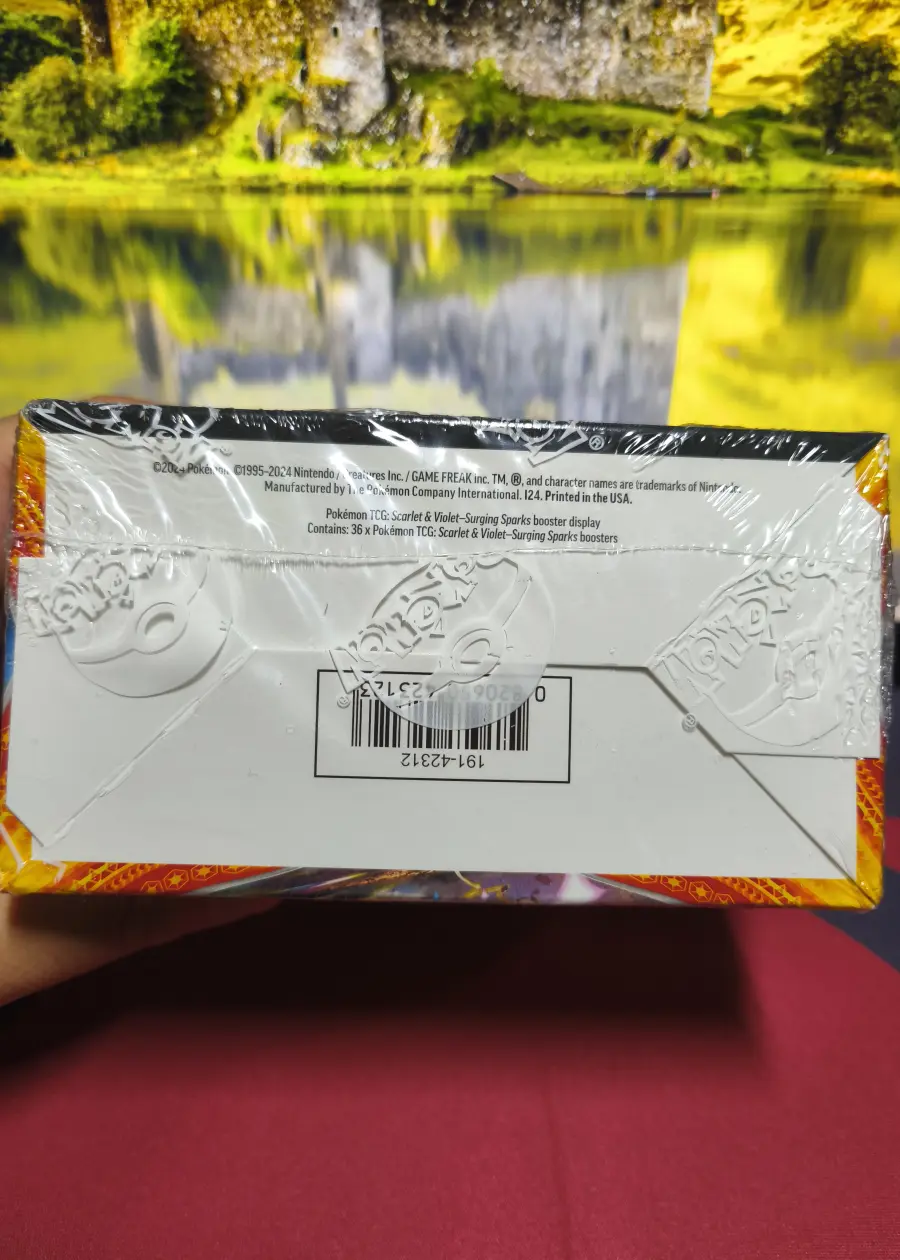 ©2024 Pokémon. ©1995–2024 Nintendo / Creatures Inc. / GAME FREAK inc. TM, ®, and character names are trademarks of Nintendo.
Manufactured by The Pokémon Company International. I24. Printed in the USA.
Pokémon TCG: Scarlet & Violet–Surging Sparks booster display
Contains: 36 x Pokémon TCG: Scarlet & Violet–Surging Sparks boosters
191-42312